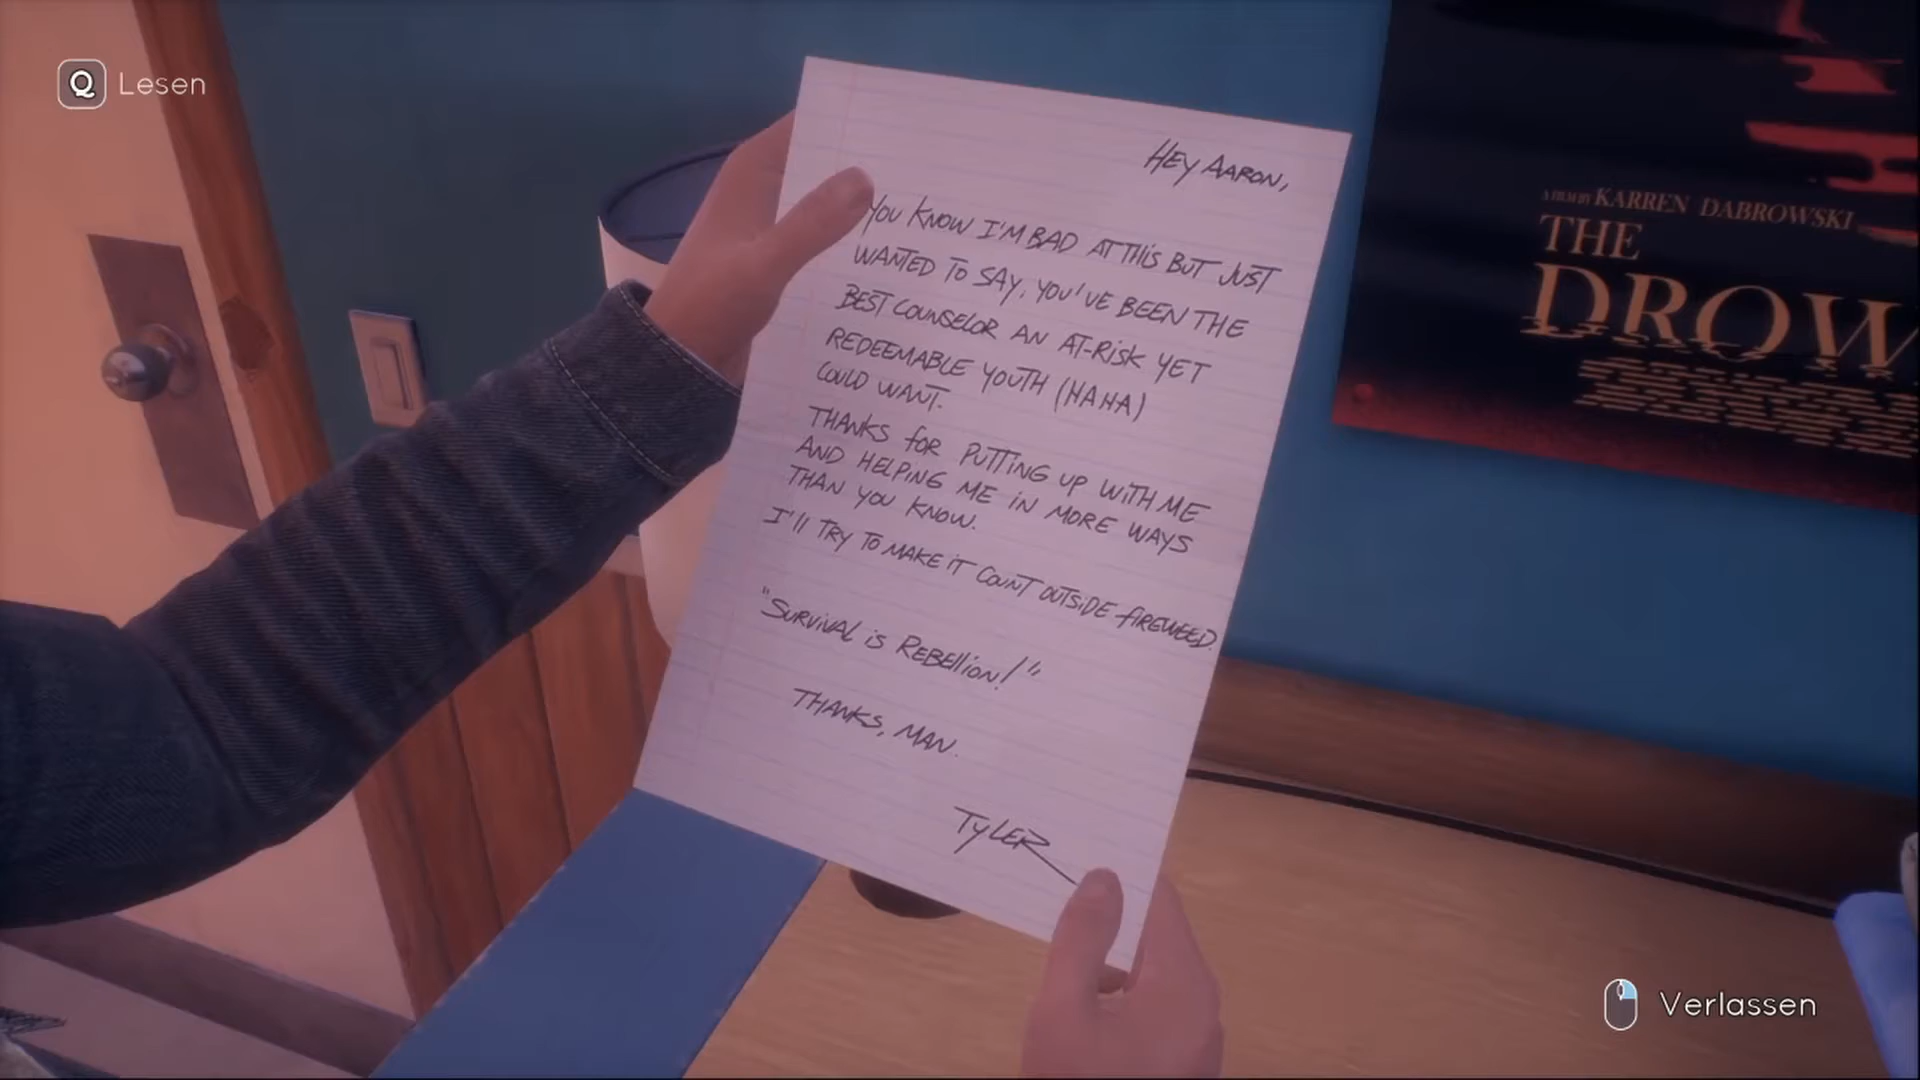 Q Lesen
HEY AARON,
YOU KNOW I'M BAD AT THIS BUT JUST
WANTED TO SAY, YOU'VE BEEN THE
BEST COUNSELOR AN AT-RISK YET
REDEEMABLE YOUTH (HAHA)
COULD WANT.
THANKS FOR PUTTING UP WITH ME
AND HELPING ME IN MORE WAYS
THAN YOU KNOW.
I'll TRY TO MAKE IT COUNT OUTSIDE FIREWEED.
"SURVIVAL is REBELLION!"
THANKS, MAN.
TYLER
A FILM BY KARREN DABROWSKI
THE
DROW
Verlassen